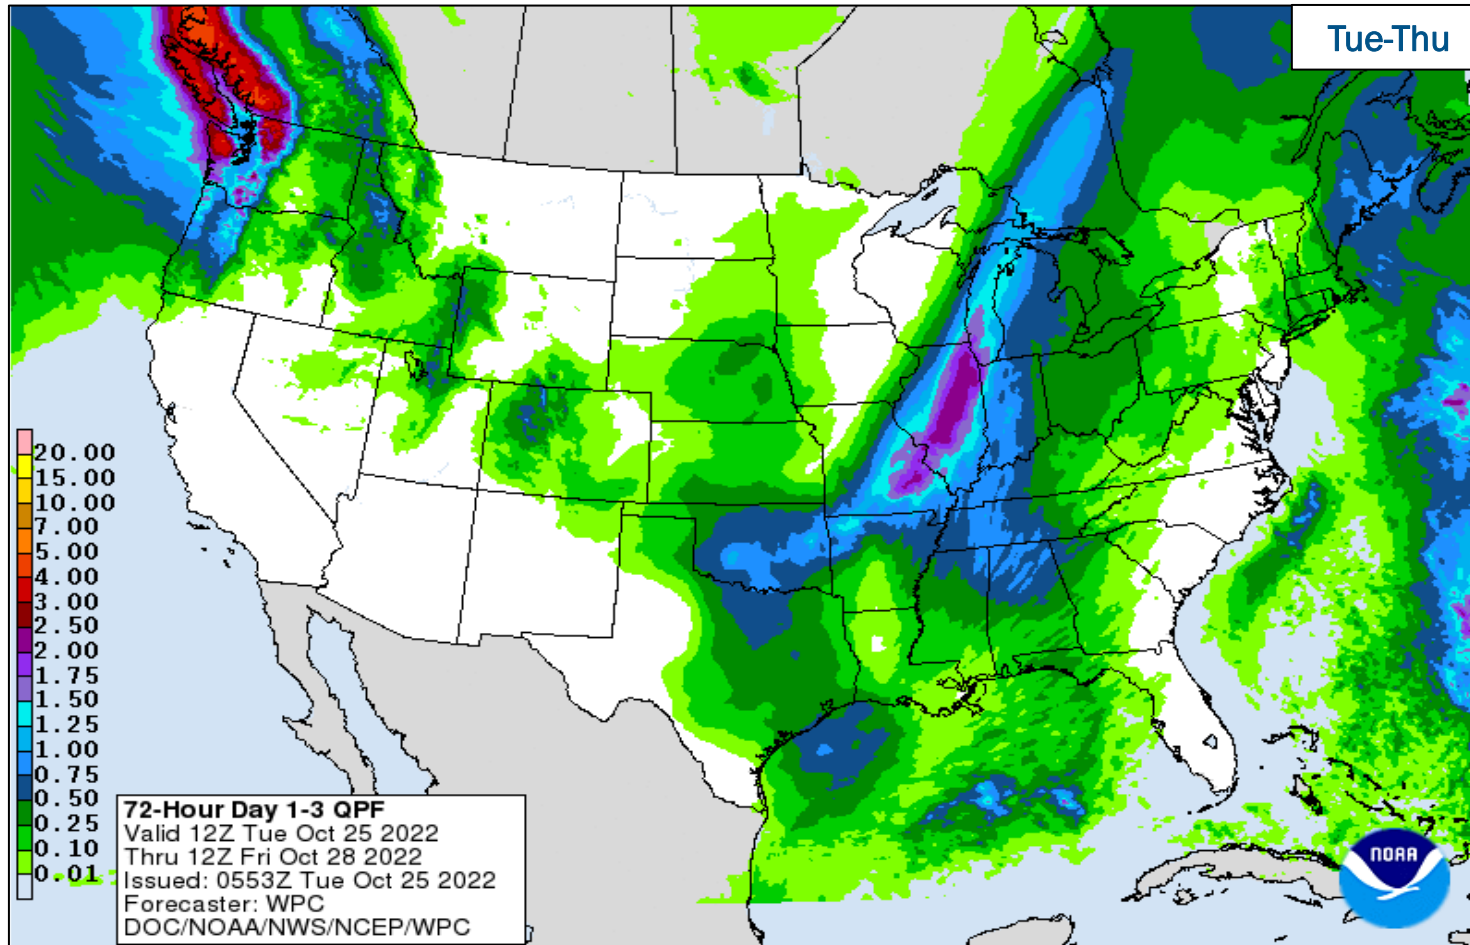 Tue-Thu
20.00
15.00
10.00
7.00
5.00
4.00
3.00
2.50
2.00
1.75
1.50
1.25
1.00
0.75
0.50
0.25
0.10
0.01
72-Hour Day 1-3 QPF
Valid 12Z Tue Oct 25 2022
Thru 12Z Fri Oct 28 2022
Issued: 0553Z Tue Oct 25 2022
Forecaster: WPC
DOC/NOAA/NWS/NCEP/WPC
NOAA